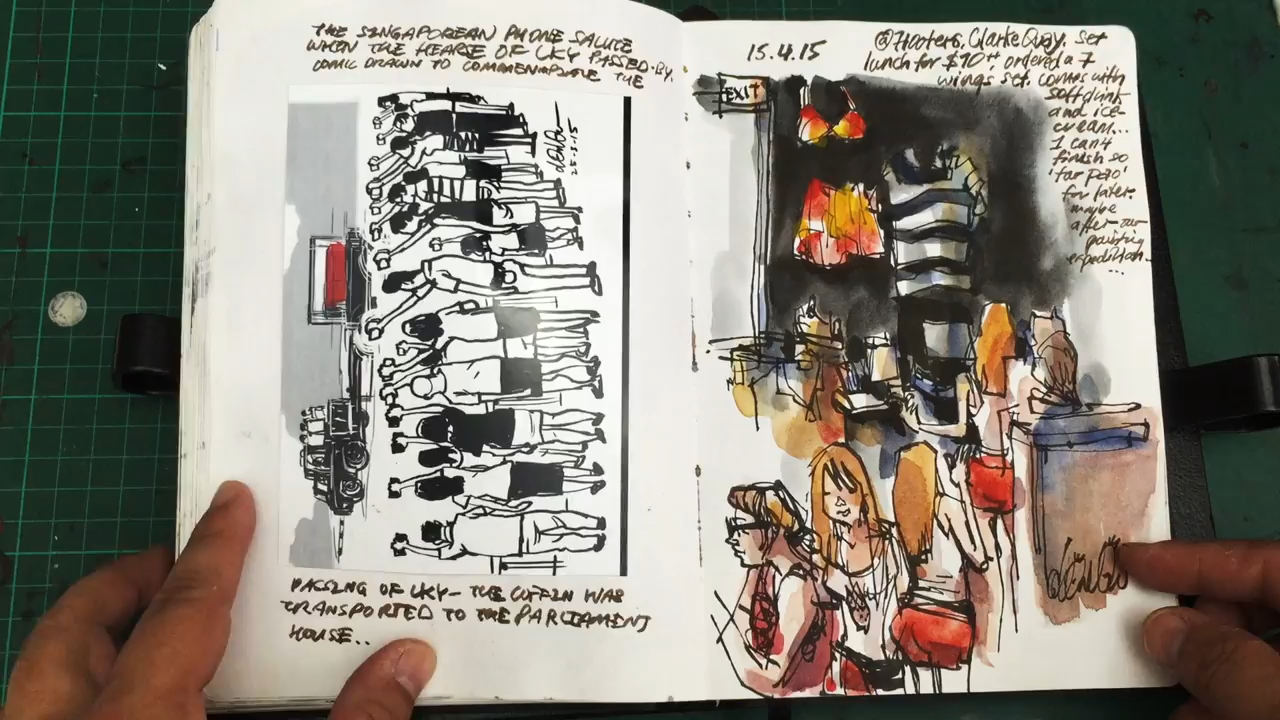 THE SINGAPOREAN PHONE SALUTE
WHEN THE HEARSE OF LKY PASSED-BY.
COMIC DRAWN TO COMMEMORATE THE
25.3.15
PASSING OF LKY - THE COFFIN WAS
TRANSPORTED TO THE PARLIAMENT
HOUSE..
15.4.15
@Hooters, Clarke Quay. Set
lunch for $10++, ordered a 7
wings set. comes with
soft drink
and ice-
cream...
I can't
finish so
'tar pao'
for later.
maybe
after our
painting
expedition.
...
EXIT